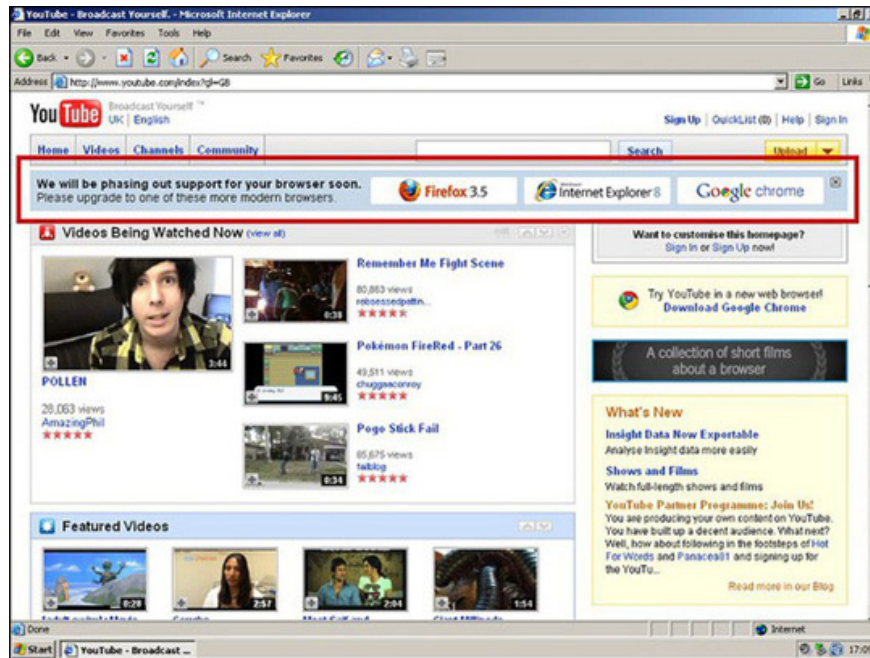 YouTube - Broadcast Yourself. - Microsoft Internet Explorer
File Edit View Favorites Tools Help
Back Search Favorites
Address http://www.youtube.com/index?gl=GB Go Links
YouTube Broadcast Yourself ™
UK | English
Sign Up | QuickList (0) | Help | Sign In
Home Videos Channels Community Search Upload
We will be phasing out support for your browser soon.
Please upgrade to one of these more modern browsers.
Firefox 3.5
Internet Explorer 8
Google chrome
Videos Being Watched Now (view all)
POLLEN
28,063 views
AmazingPhil
3:44
Remember Me Fight Scene
80,863 views
0:38
Pokémon FireRed - Part 26
49,511 views
chuggaaconroy
9:45
Pogo Stick Fail
85,675 views
failblog
0:34
Want to customise this homepage?
Sign In or Sign Up now!
Try YouTube in a new web browser!
Download Google Chrome
A collection of short films
about a browser
What's New
Insight Data Now Exportable
Analyse Insight data more easily
Shows and Films
Watch full-length shows and films
YouTube Partner Programme: Join Us!
You are producing your own content on YouTube.
You have built up a decent audience. What next?
Well, how about following in the footsteps of Hot
For Words and Panacea81 and signing up for
the YouTu...
Read more in our Blog
Featured Videos
0:28
2:57
2:04
1:54
Done Internet
Start YouTube - Broadcast ... 17:09